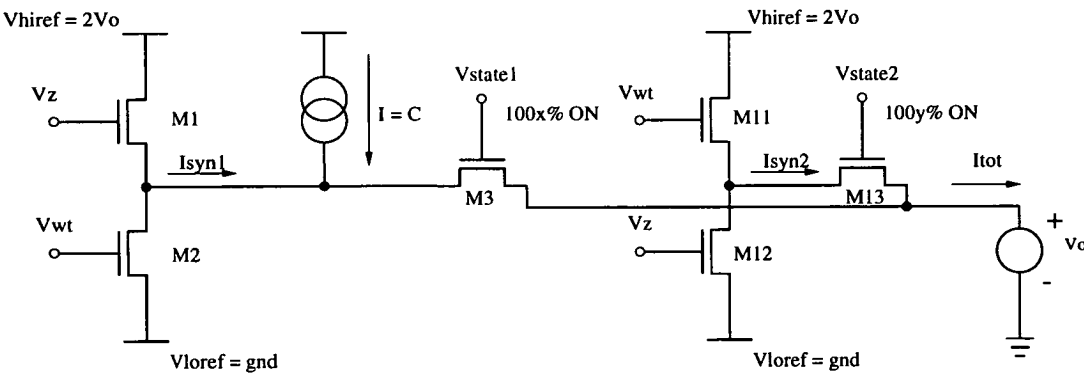 Vhiref = 2Vo
Vhiref = 2Vo
Vz
M1
I = C
Vstate1
100x% ON
Vwt
M11
Vstate2
100y% ON
Isyn1
M3
Isyn2
M13
Itot
Vwt
M2
Vz
M12
+
Vo
-
Vloref = gnd
Vloref = gnd